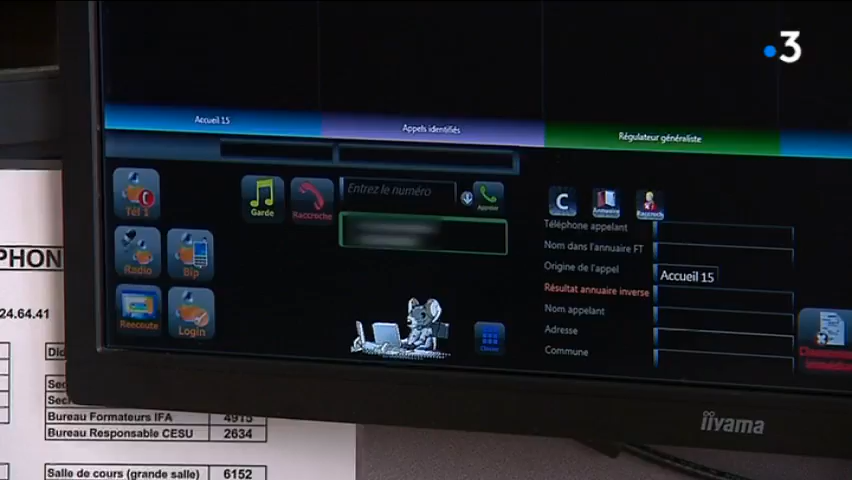 3
Accueil 15
Appels identifiés
Régulateur généraliste
Tél 1
Garde
Raccroche
Entrez le numéro
Appeler
C
Annuaire
Raccroch
Téléphone appelant
Nom dans l'annuaire FT
Radio
Bip
Origine de l'appel
Accueil 15
Résultat annuaire inverse
Reecoute
Login
Nom appelant
Adresse
Commune
PHON
24.64.41
Bureau Formateurs IFA 4915
Bureau Responsable CESU 2634
Salle de cours (grande salle) 6152
iiyama